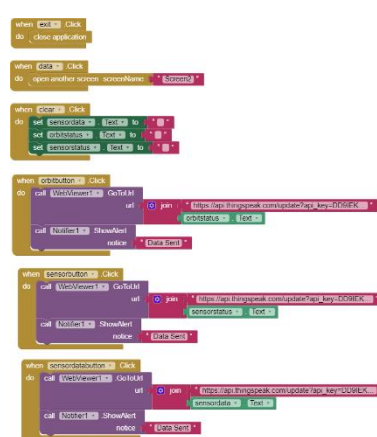 when exit .Click
do close application
when data .Click
do open another screen screenName " Screen2 "
when clear .Click
do set sensordata . Text to " "
set orbitstatus . Text to " "
set sensorstatus . Text to " "
when orbitbutton .Click
do call WebViewer1 .GoToUrl
url join " https://api.thingspeak.com/update?api_key=DD9IEK... "
orbitstatus . Text
call Notifier1 .ShowAlert
notice " Data Sent "
when sensorbutton .Click
do call WebViewer1 .GoToUrl
url join " https://api.thingspeak.com/update?api_key=DD9IEK...
sensorstatus . Text
call Notifier1 .ShowAlert
notice " Data Sent "
when sensordatabutton .Click
do call WebViewer1 .GoToUrl
url join " https://api.thingspeak.com/update?api_key=DD9IEK...
sensordata . Text
call Notifier1 .ShowAlert
notice " Data Sent "